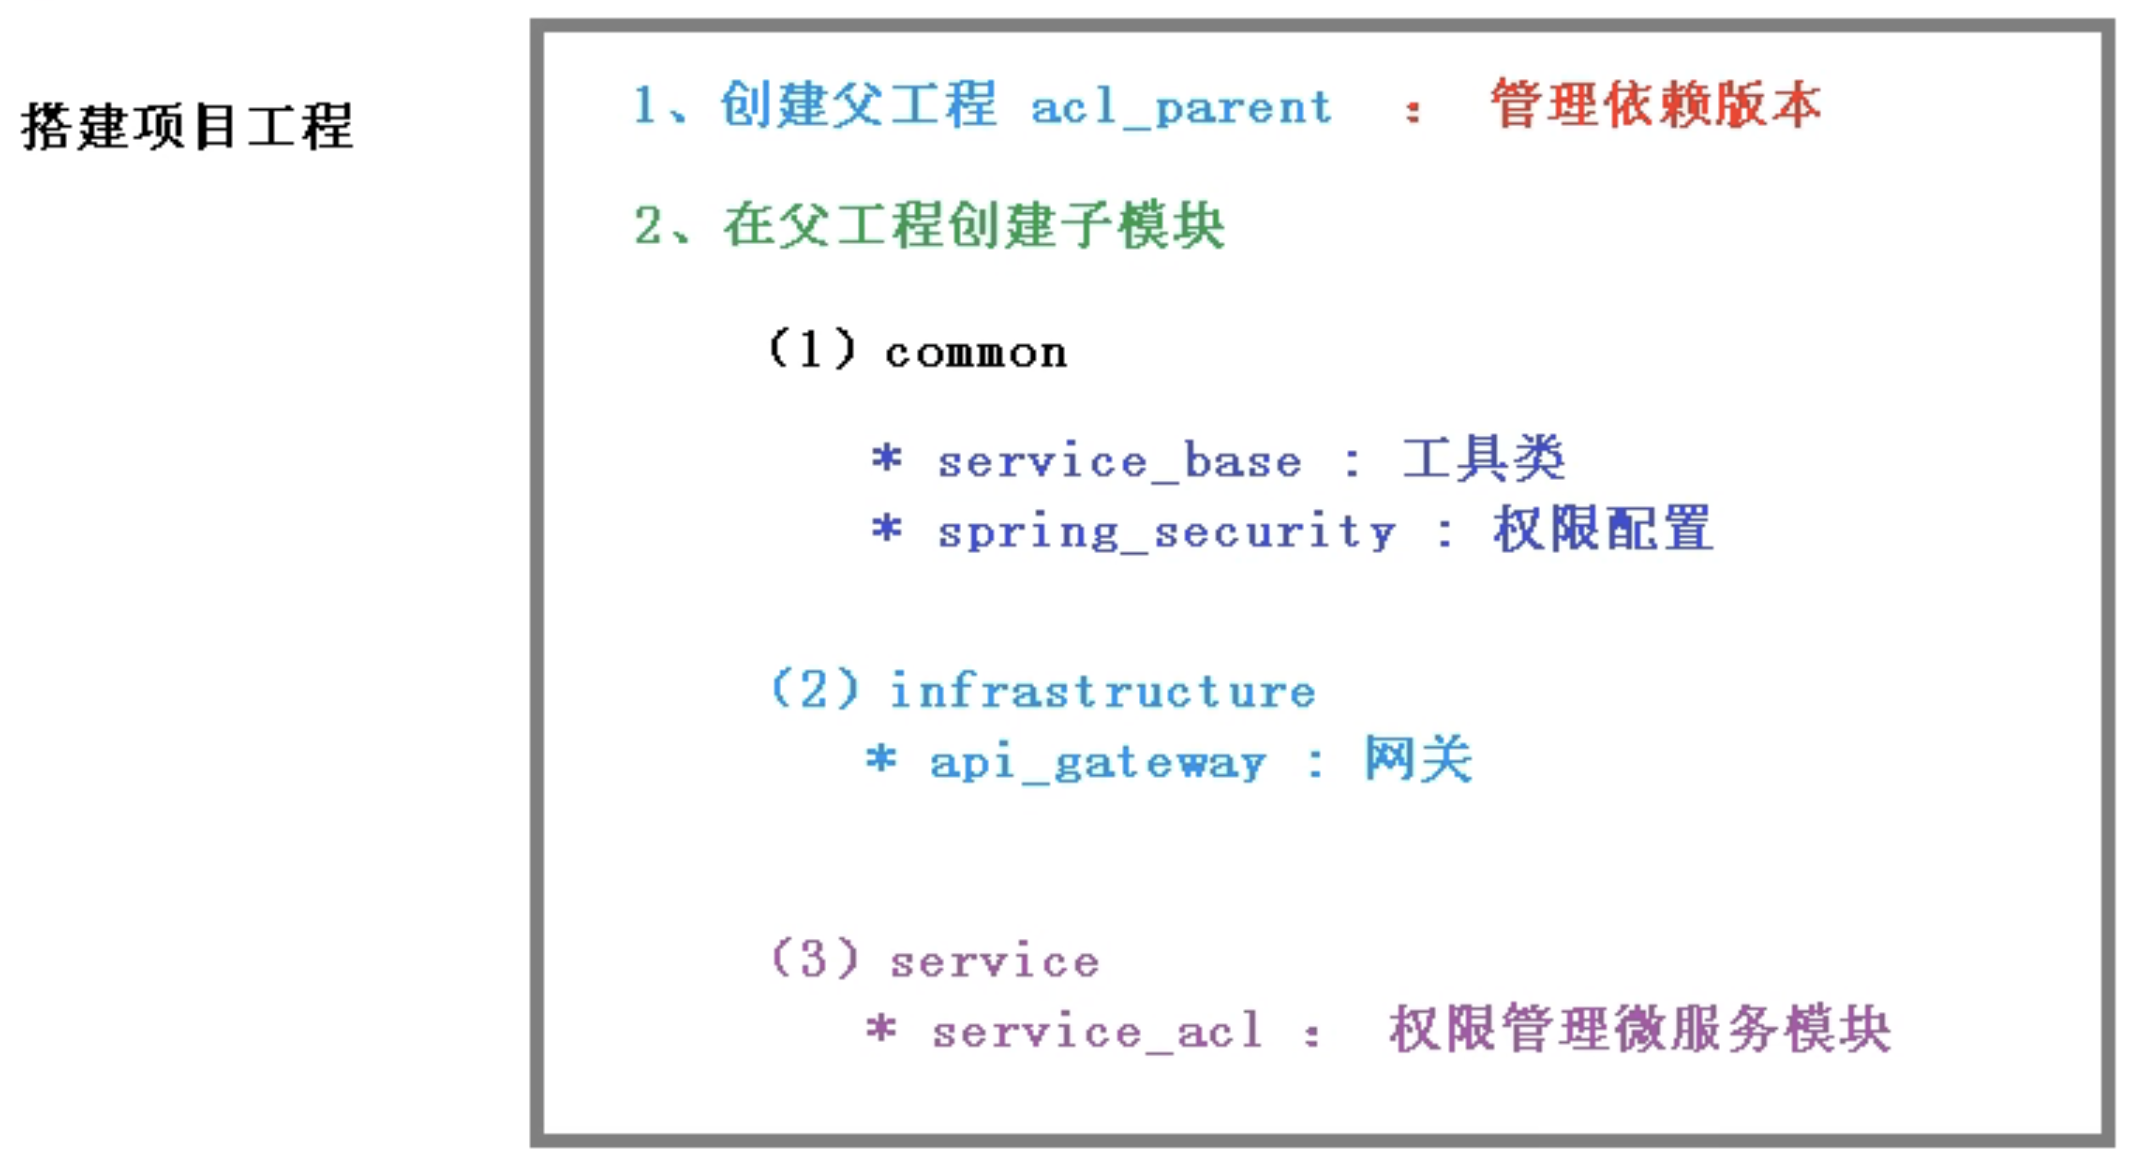 搭建项目工程
1、创建父工程 acl_parent ： 管理依赖版本
2、在父工程创建子模块
（1）common
* service_base : 工具类
* spring_security : 权限配置
（2）infrastructure
* api_gateway : 网关
（3）service
* service_acl ： 权限管理微服务模块